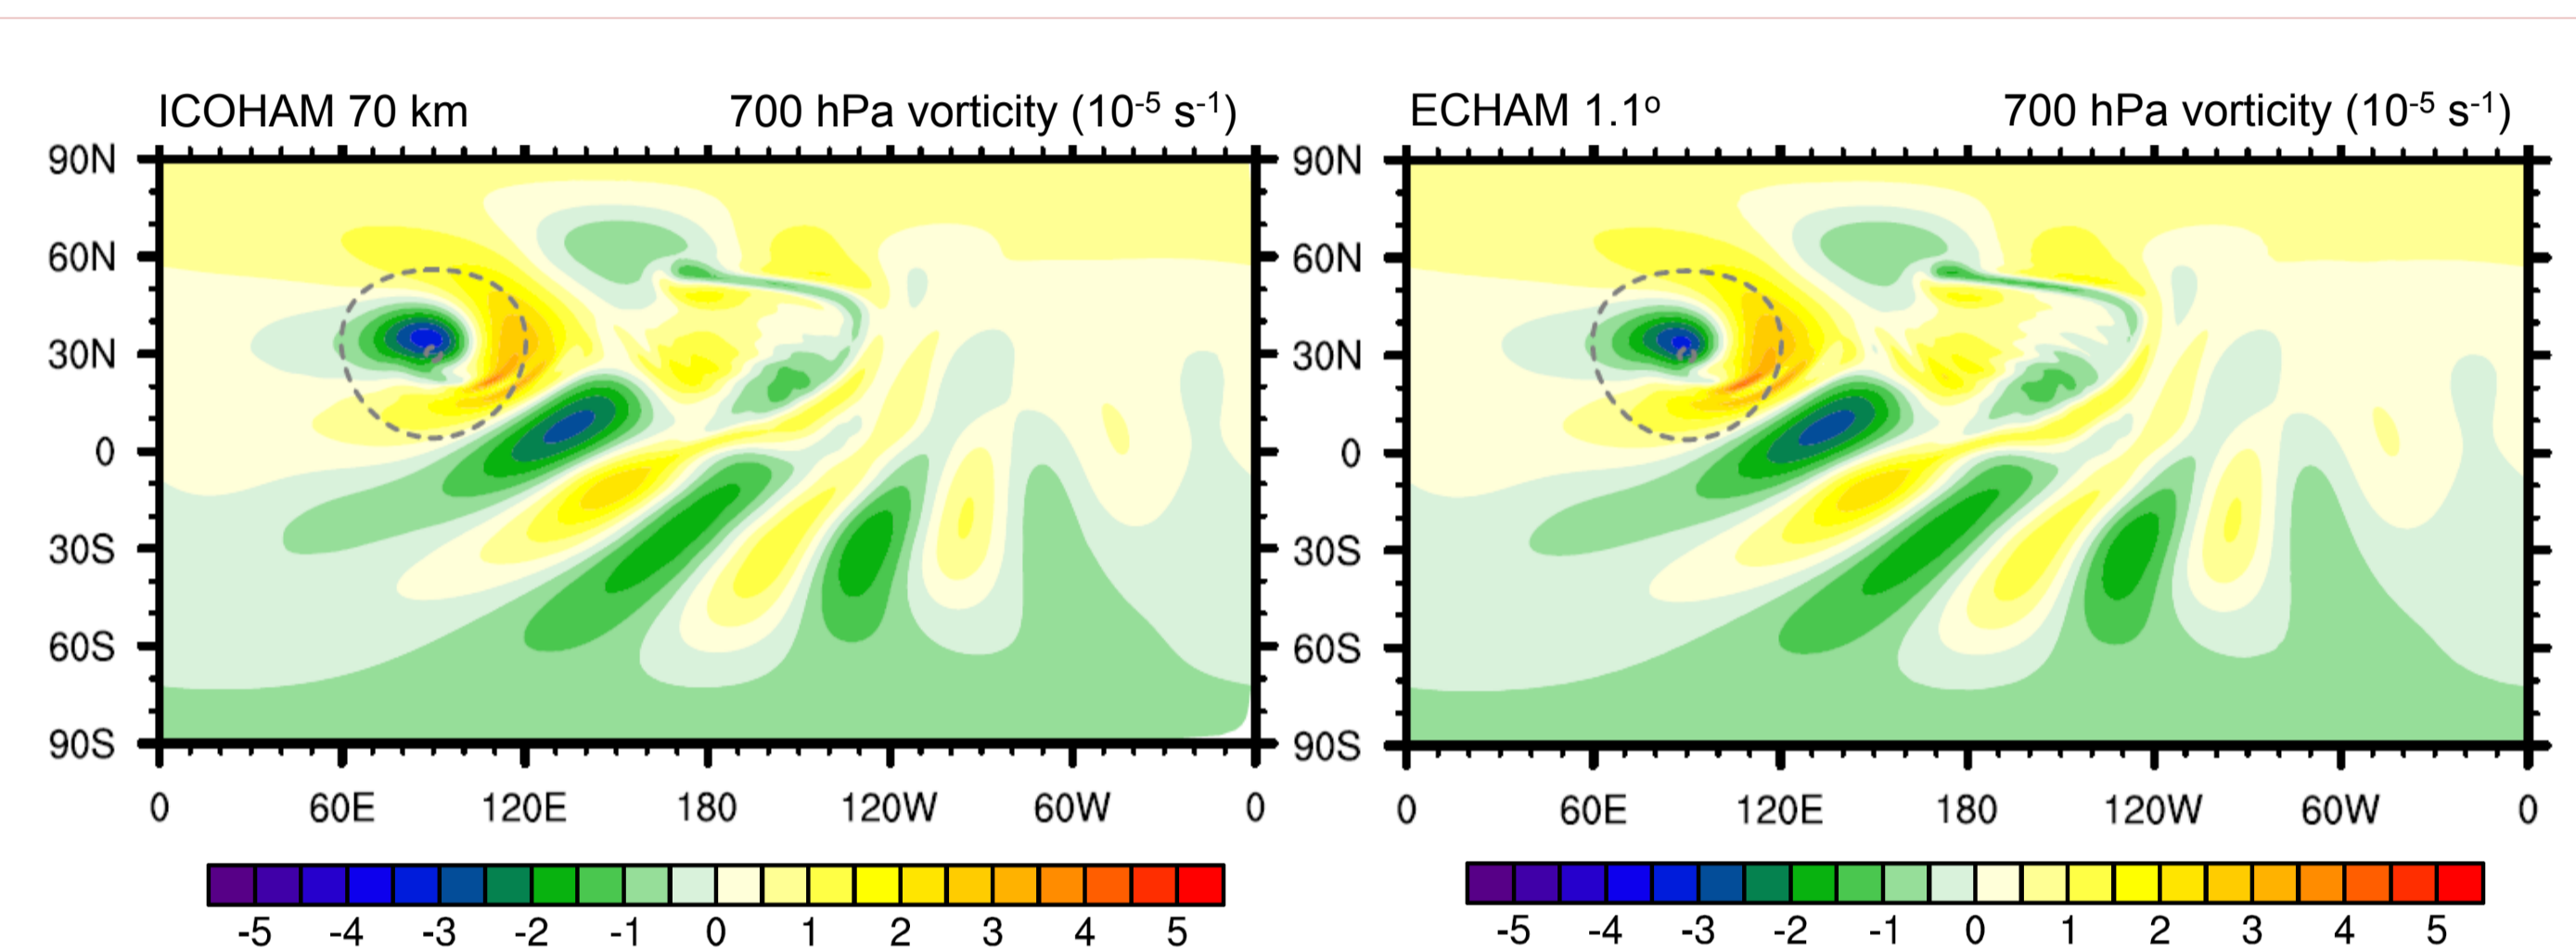 ICOHAM 70 km 700 hPa vorticity (10⁻⁵ s⁻¹)
90N
60N
30N
0
30S
60S
90S
0 60E 120E 180 120W 60W 0
-5 -4 -3 -2 -1 0 1 2 3 4 5
ECHAM 1.1º 700 hPa vorticity (10⁻⁵ s⁻¹)
90N
60N
30N
0
30S
60S
90S
0 60E 120E 180 120W 60W 0
-5 -4 -3 -2 -1 0 1 2 3 4 5